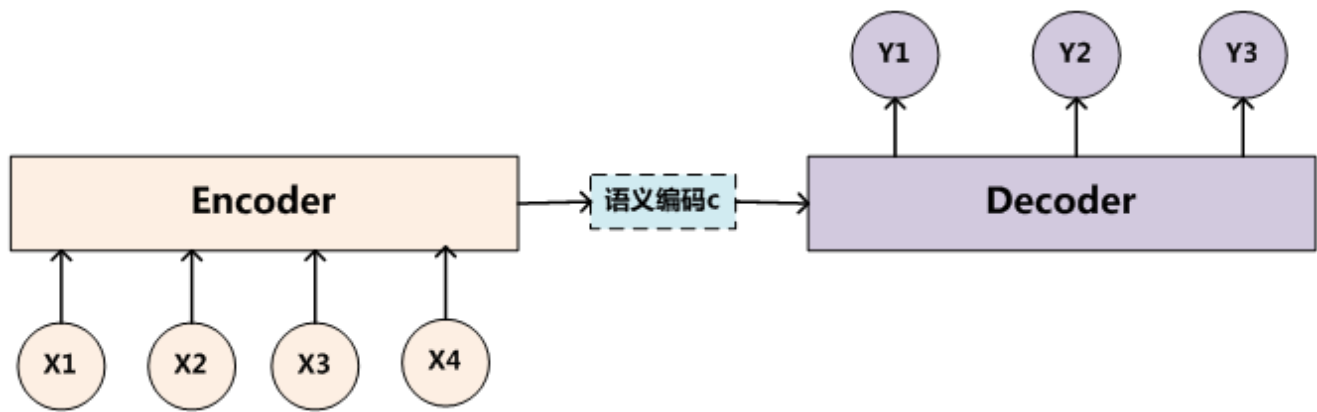 Y1 Y2 Y3
Encoder 语义编码c Decoder
X1 X2 X3 X4